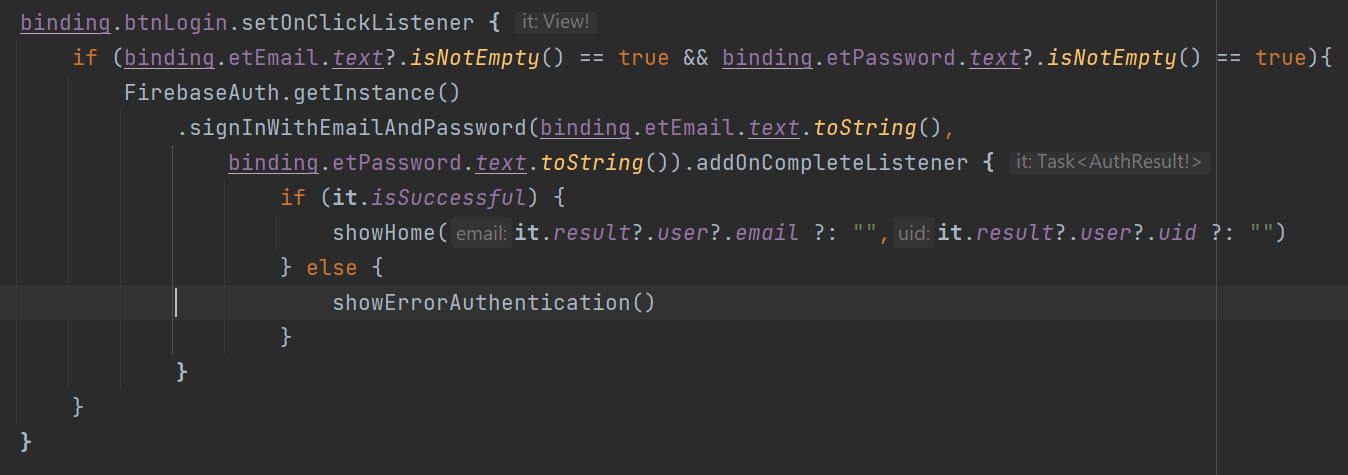 binding.btnLogin.setOnClickListener { it: View!
if (binding.etEmail.text?.isNotEmpty() == true && binding.etPassword.text?.isNotEmpty() == true){
FirebaseAuth.getInstance()
.signInWithEmailAndPassword(binding.etEmail.text.toString(),
binding.etPassword.text.toString()).addOnCompleteListener { it: Task<AuthResult!>
if (it.isSuccessful) {
showHome( email: it.result?.user?.email ?: "", uid: it.result?.user?.uid ?: "")
} else {
showErrorAuthentication()
}
}
}
}